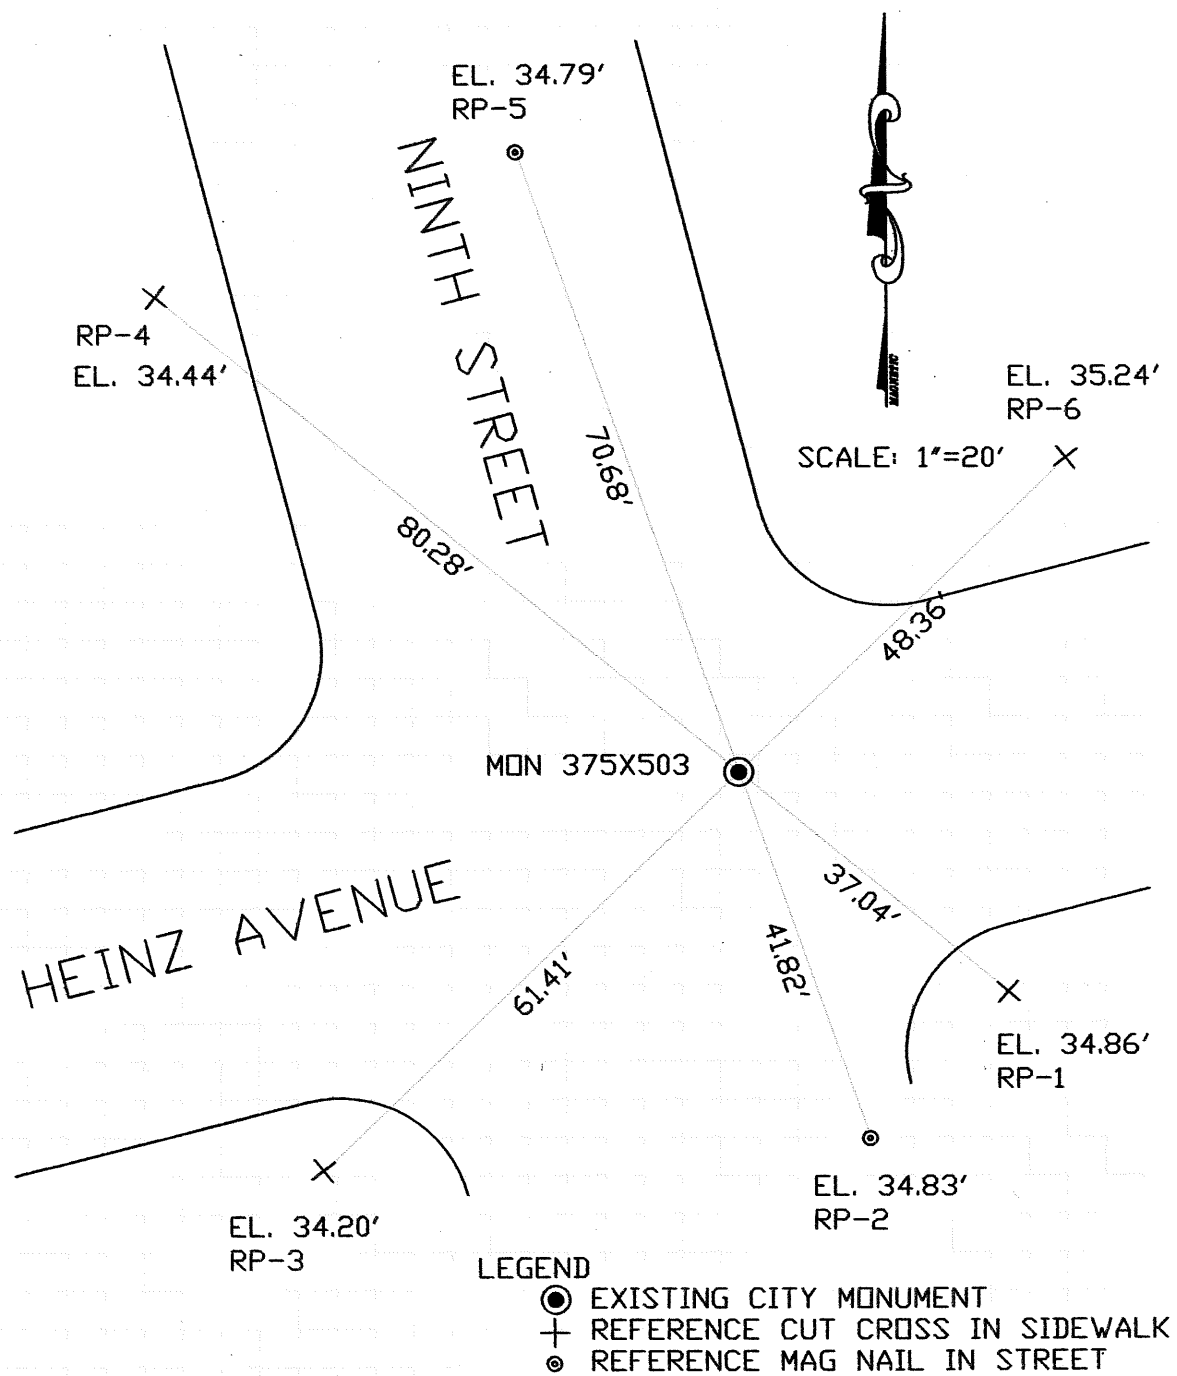 EL. 34.79'
RP-5
NINTH STREET
RP-4
EL. 34.44'
EL. 35.24'
RP-6
SCALE: 1"=20'
70.68'
80.28'
48.36'
MON 375X503
37.04'
HEINZ AVENUE
61.41'
41.82'
EL. 34.86'
RP-1
EL. 34.83'
RP-2
EL. 34.20'
RP-3
LEGEND
EXISTING CITY MONUMENT
REFERENCE CUT CROSS IN SIDEWALK
REFERENCE MAG NAIL IN STREET